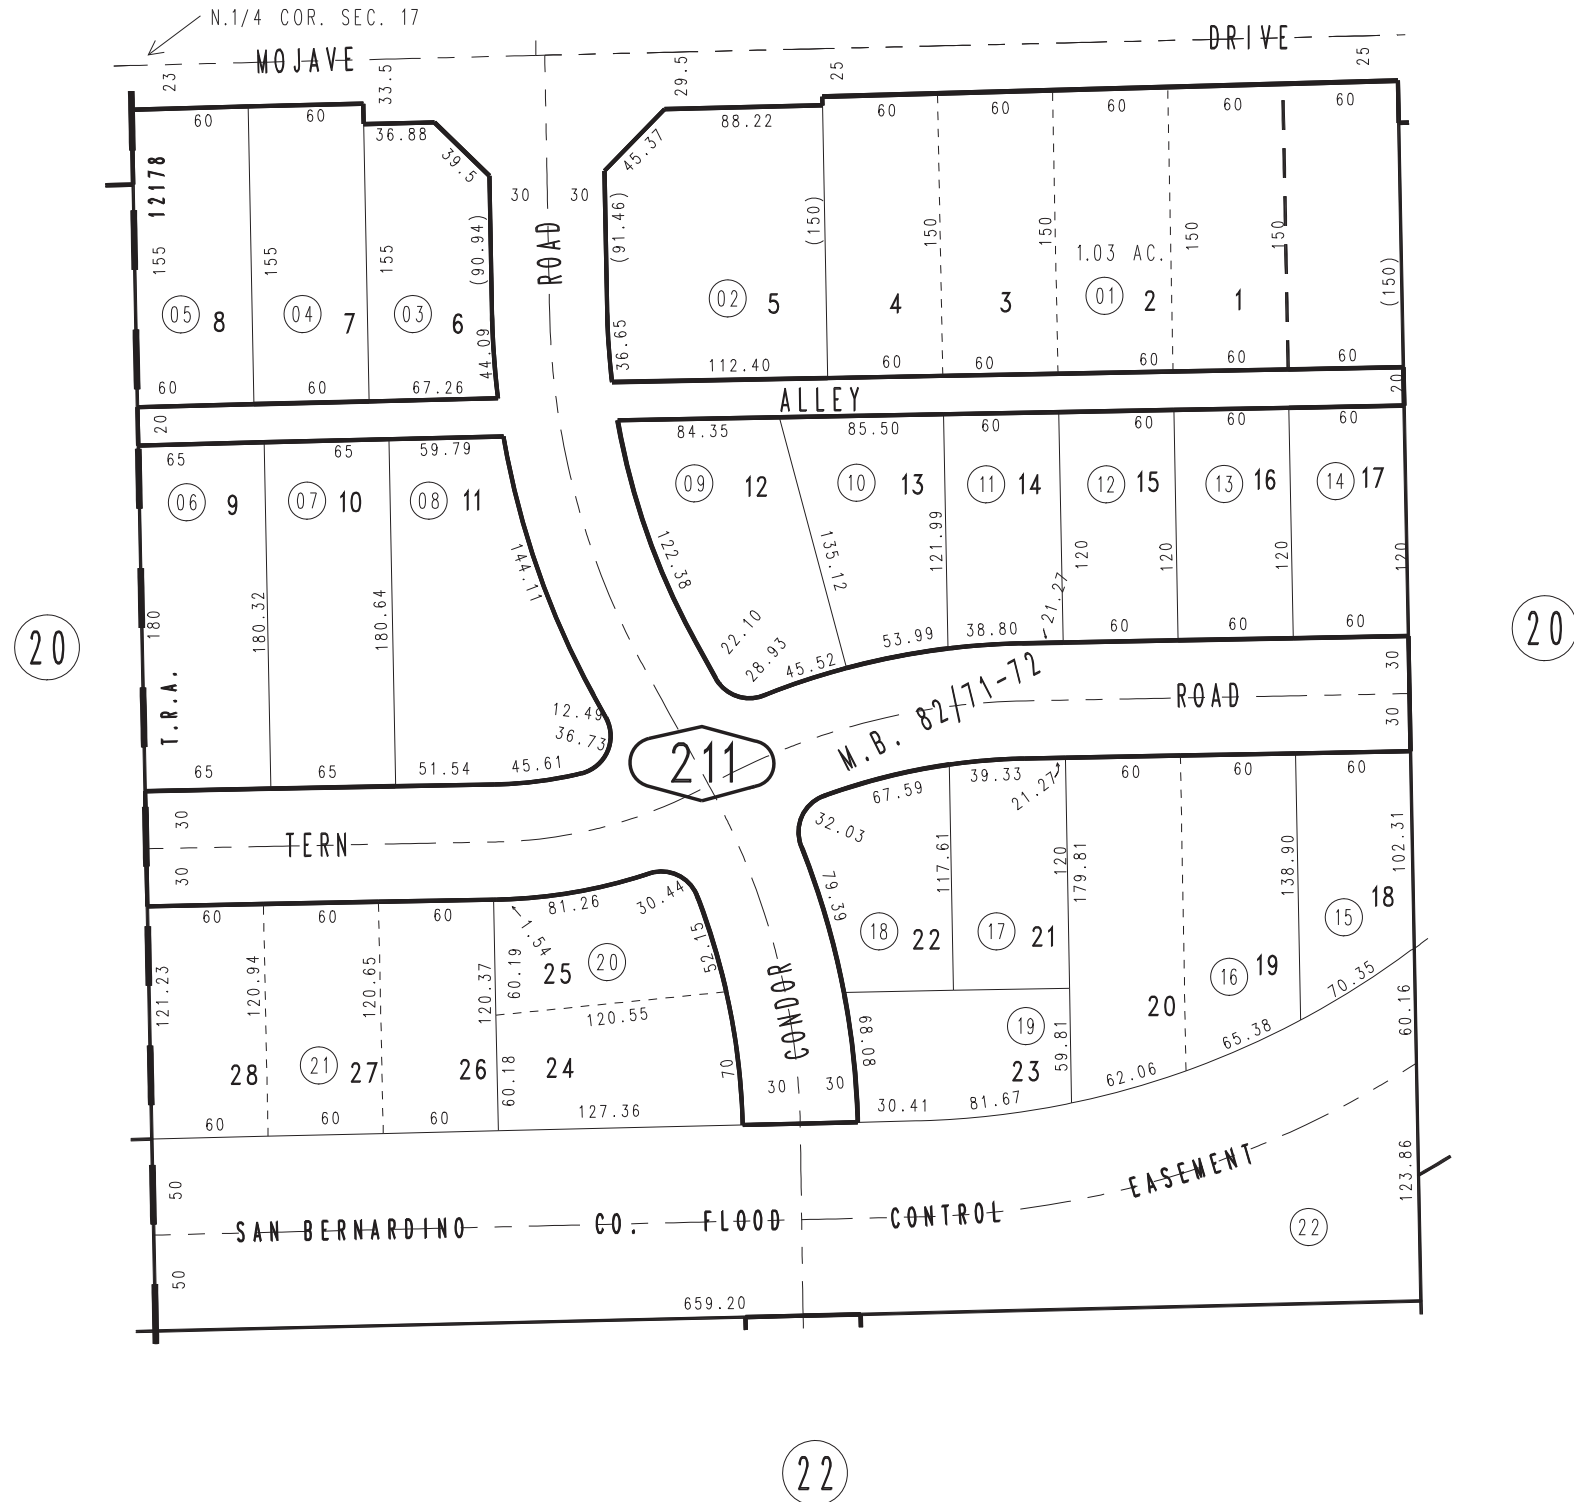 N.1/4 COR. SEC. 17
MOJAVE DRIVE
23 33.5 29.5 25 25
60 60 36.88 39.5 45.37 88.22 60 60 60 60 60
12178
30 30
ROAD
155 155 155 (90.94) (91.46) (150) 150 150 150 150 (150)
1.03 AC.
05 8 04 7 03 6 02 5 4 3 01 2 1
44.09 36.65
60 60 67.26 112.40 60 60 60 60 60
ALLEY
20 20
65 65 59.79 84.35 85.50 60 60 60 60
06 9 07 10 08 11 09 12 10 13 11 14 12 15 13 16 14 17
144.11 122.38 135.12 121.99 120 120 120 120
180 180.32 180.64
21.27
22.10 28.93 45.52 53.99 38.80 60 60 60
20 20
T.R.A.
M.B. 82/71-72
ROAD
30 30
12.49
36.73
65 65 51.54 45.61
211
67.59 39.33 21.27 60 60 60
32.03
30 30
TERN
117.61 120 179.81 138.90 102.31
79.39
60 60 60 81.26 30.44
1.54
52.15
18 22 17 21 16 19 15 18
121.23 120.94 120.65 120.37 60.19
25 20
120.55
CONDOR
70.35
60.16
20
68.80 19 59.81 65.38
28 21 27 26 60.18 24 70 23 62.06
30 30
60 60 60 127.36 30.41 81.67
50
50
SAN BERNARDINO CO. FLOOD CONTROL EASEMENT
123.86
22
659.20
22